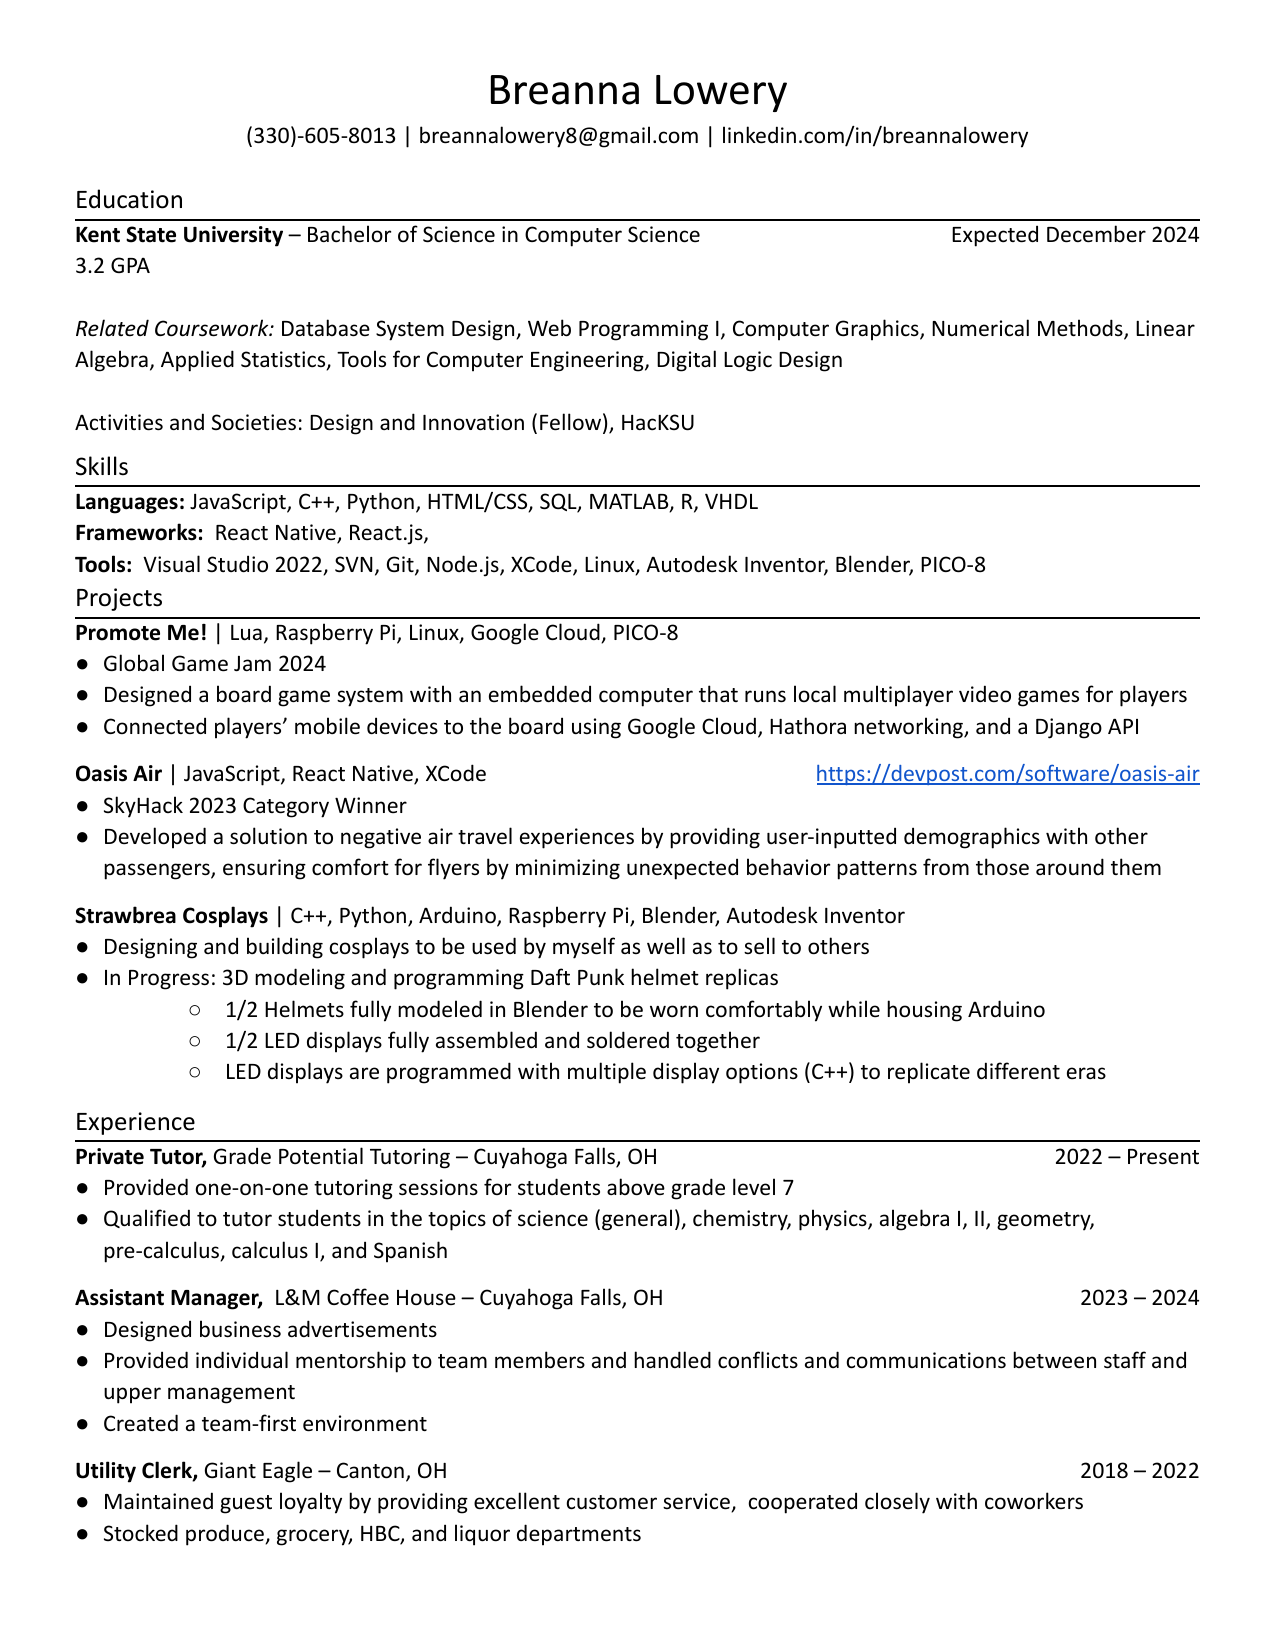 Breanna Lowery
(330)-605-8013 | breannalowery8@gmail.com | linkedin.com/in/breannalowery
Education
Kent State University – Bachelor of Science in Computer Science Expected December 2024
3.2 GPA
Related Coursework: Database System Design, Web Programming I, Computer Graphics, Numerical Methods, Linear
Algebra, Applied Statistics, Tools for Computer Engineering, Digital Logic Design
Activities and Societies: Design and Innovation (Fellow), HacKSU
Skills
Languages: JavaScript, C++, Python, HTML/CSS, SQL, MATLAB, R, VHDL
Frameworks:  React Native, React.js,
Tools:  Visual Studio 2022, SVN, Git, Node.js, XCode, Linux, Autodesk Inventor, Blender, PICO-8
Projects
Promote Me! | Lua, Raspberry Pi, Linux, Google Cloud, PICO-8
● Global Game Jam 2024
● Designed a board game system with an embedded computer that runs local multiplayer video games for players
● Connected players’ mobile devices to the board using Google Cloud, Hathora networking, and a Django API
Oasis Air | JavaScript, React Native, XCode https://devpost.com/software/oasis-air
● SkyHack 2023 Category Winner
● Developed a solution to negative air travel experiences by providing user-inputted demographics with other
passengers, ensuring comfort for flyers by minimizing unexpected behavior patterns from those around them
Strawbrea Cosplays | C++, Python, Arduino, Raspberry Pi, Blender, Autodesk Inventor
● Designing and building cosplays to be used by myself as well as to sell to others
● In Progress: 3D modeling and programming Daft Punk helmet replicas
○ 1/2 Helmets fully modeled in Blender to be worn comfortably while housing Arduino
○ 1/2 LED displays fully assembled and soldered together
○ LED displays are programmed with multiple display options (C++) to replicate different eras
Experience
Private Tutor, Grade Potential Tutoring – Cuyahoga Falls, OH 2022 – Present
● Provided one-on-one tutoring sessions for students above grade level 7
● Qualified to tutor students in the topics of science (general), chemistry, physics, algebra I, II, geometry,
pre-calculus, calculus I, and Spanish
Assistant Manager,  L&M Coffee House – Cuyahoga Falls, OH 2023 – 2024
● Designed business advertisements
● Provided individual mentorship to team members and handled conflicts and communications between staff and
upper management
● Created a team-first environment
Utility Clerk, Giant Eagle – Canton, OH 2018 – 2022
● Maintained guest loyalty by providing excellent customer service,  cooperated closely with coworkers
● Stocked produce, grocery, HBC, and liquor departments